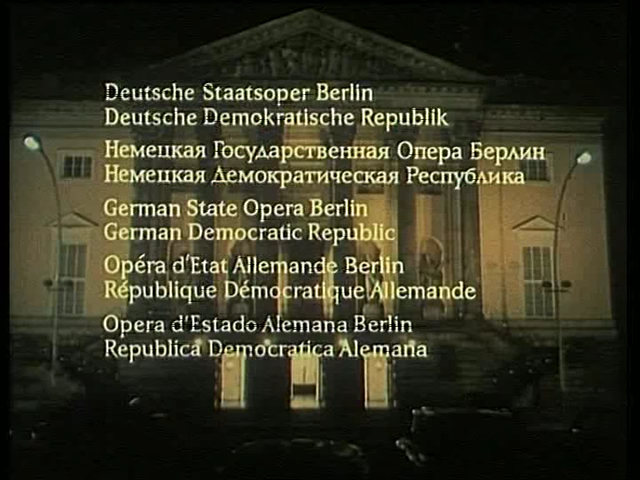 Deutsche Staatsoper Berlin
Deutsche Demokratische Republik
Немецкая Государственная Опера Берлин
Немецкая Демократическая Республика
German State Opera Berlin
German Democratic Republic
Opéra d'Etat Allemande Berlin
République Démocratique Allemande
Opera d'Estado Alemana Berlin
Republica Democratica Alemana